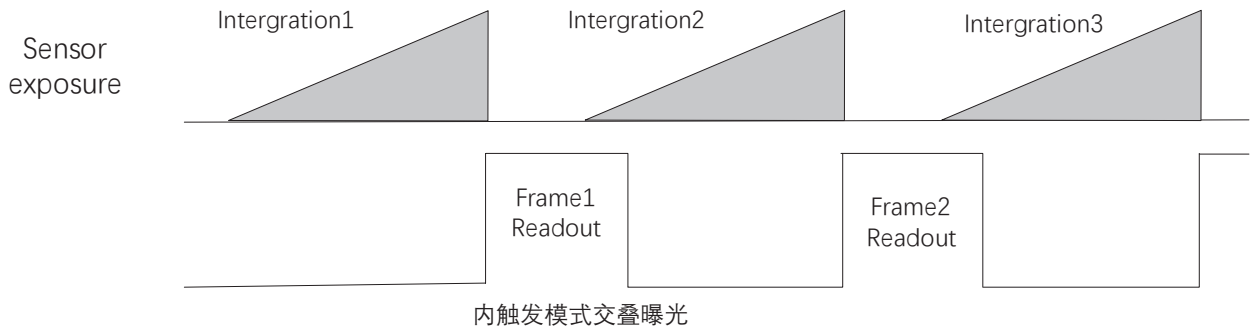 Intergration1
Intergration2
Intergration3
Sensor
exposure
Frame1
Readout
Frame2
Readout
内触发模式交叠曝光